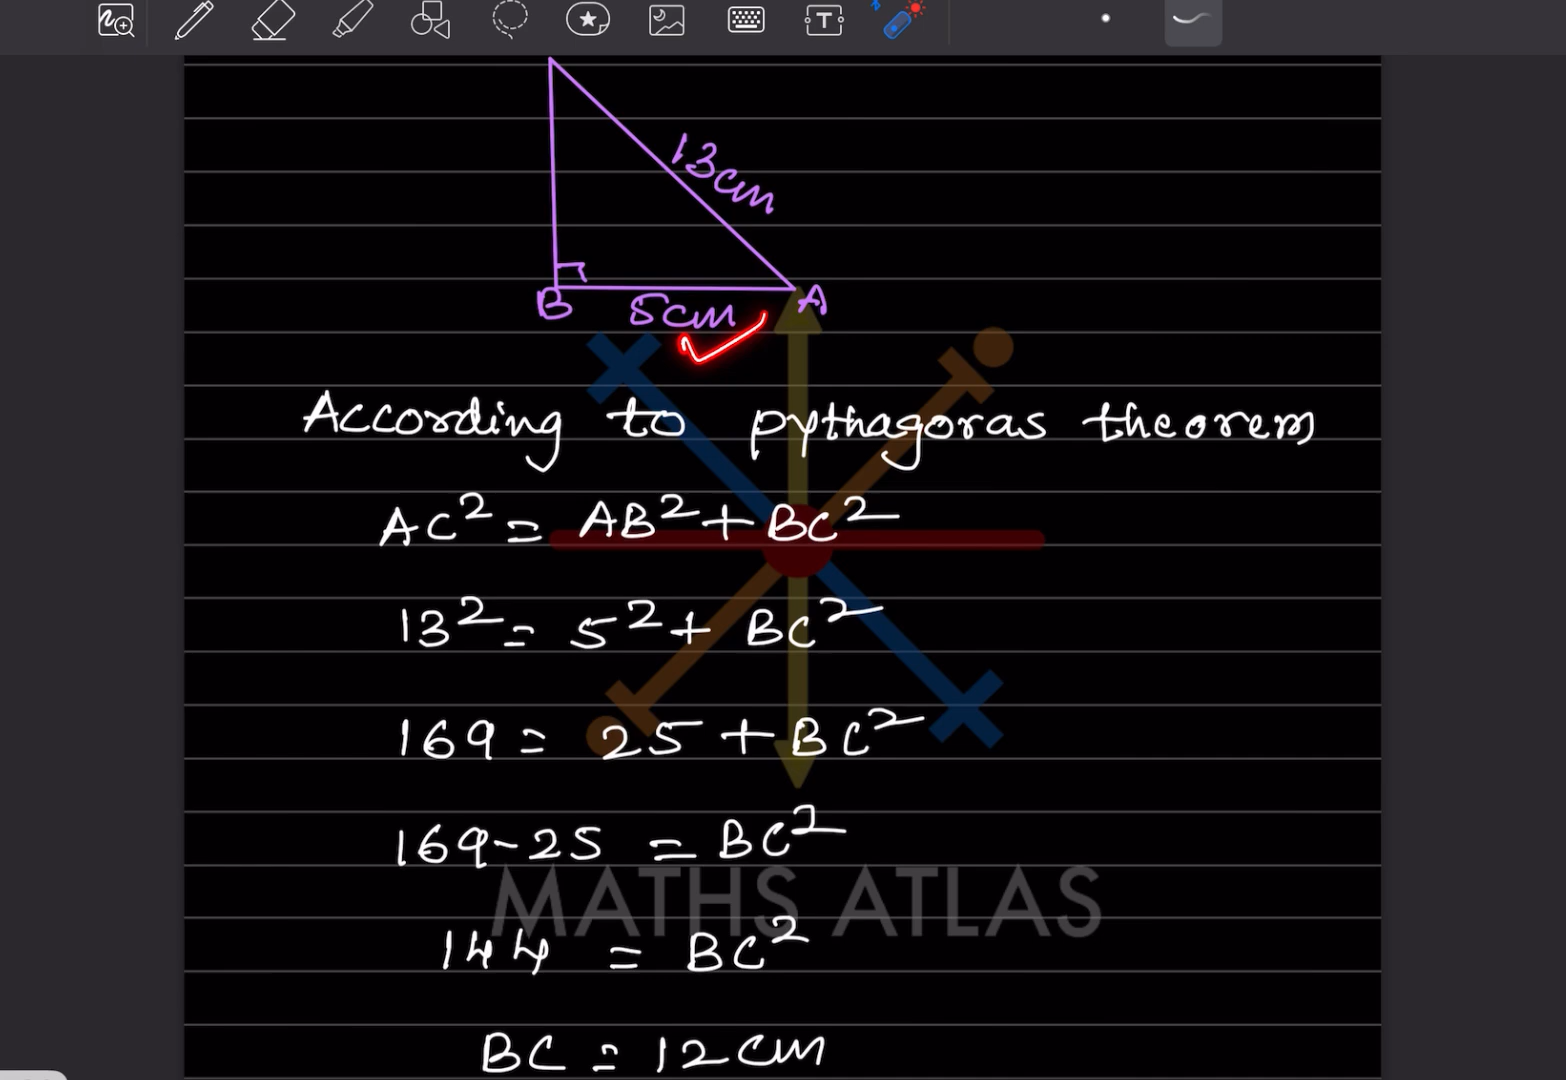 13cm
B 5cm A
According to pythagoras theorem
AC² = AB² + BC²
13² = 5² + BC²
169 = 25 + BC²
169-25 = BC²
MATHS ATLAS
144 = BC²
BC = 12cm